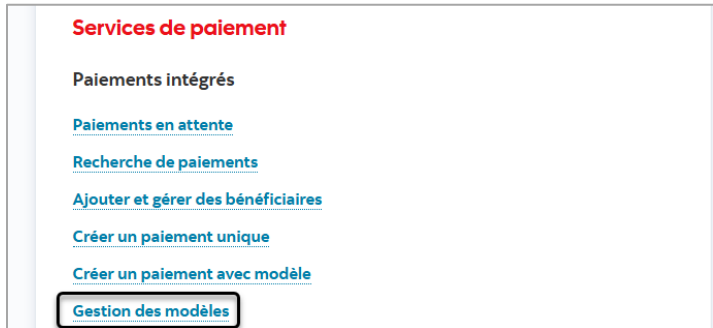 Services de paiement
Paiements intégrés
Paiements en attente
Recherche de paiements
Ajouter et gérer des bénéficiaires
Créer un paiement unique
Créer un paiement avec modèle
Gestion des modèles